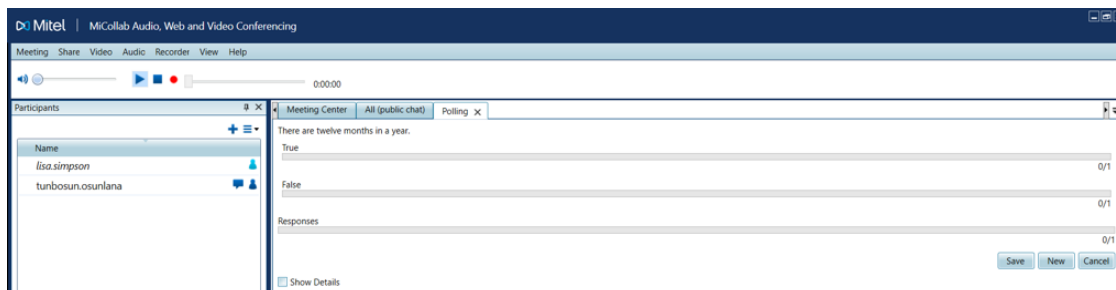 Mitel | MiCollab Audio, Web and Video Conferencing
Meeting Share Video Audio Recorder View Help
0:00:00
Participants
Meeting Center All (public chat) Polling
Name
lisa.simpson
tunbosun.osunlana
There are twelve months in a year.
True
0/1
False
0/1
Responses
0/1
Save New Cancel
Show Details